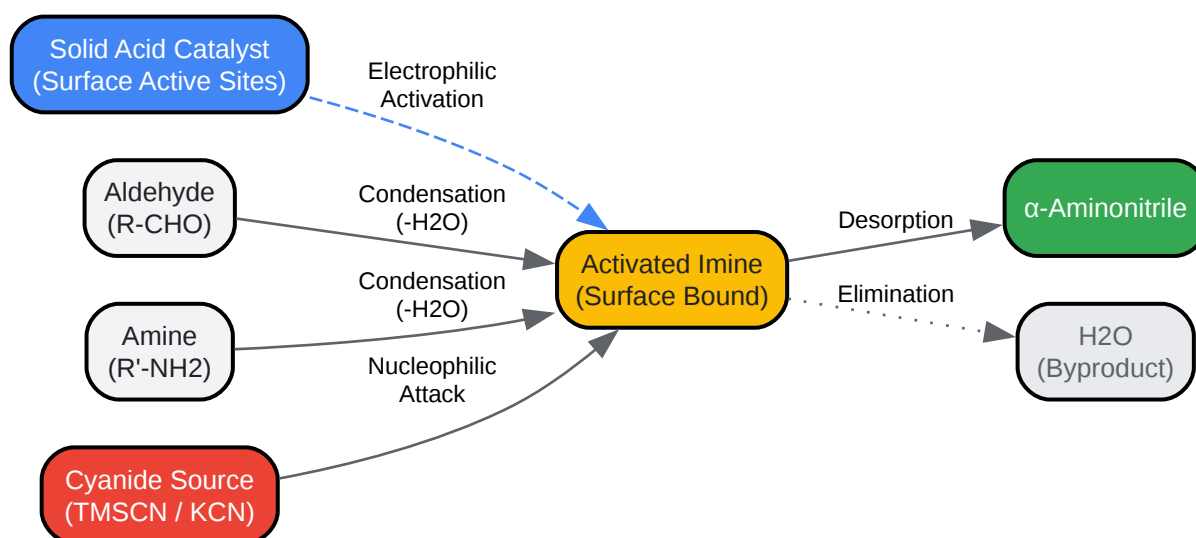 Solid Acid Catalyst
(Surface Active Sites)
Electrophilic
Activation
Aldehyde
(R-CHO)
Condensation
(-H2O)
Amine
(R'-NH2)
Condensation
(-H2O)
Cyanide Source
(TMSCN / KCN)
Nucleophilic
Attack
Activated Imine
(Surface Bound)
Desorption
α-Aminonitrile
Elimination
H2O
(Byproduct)